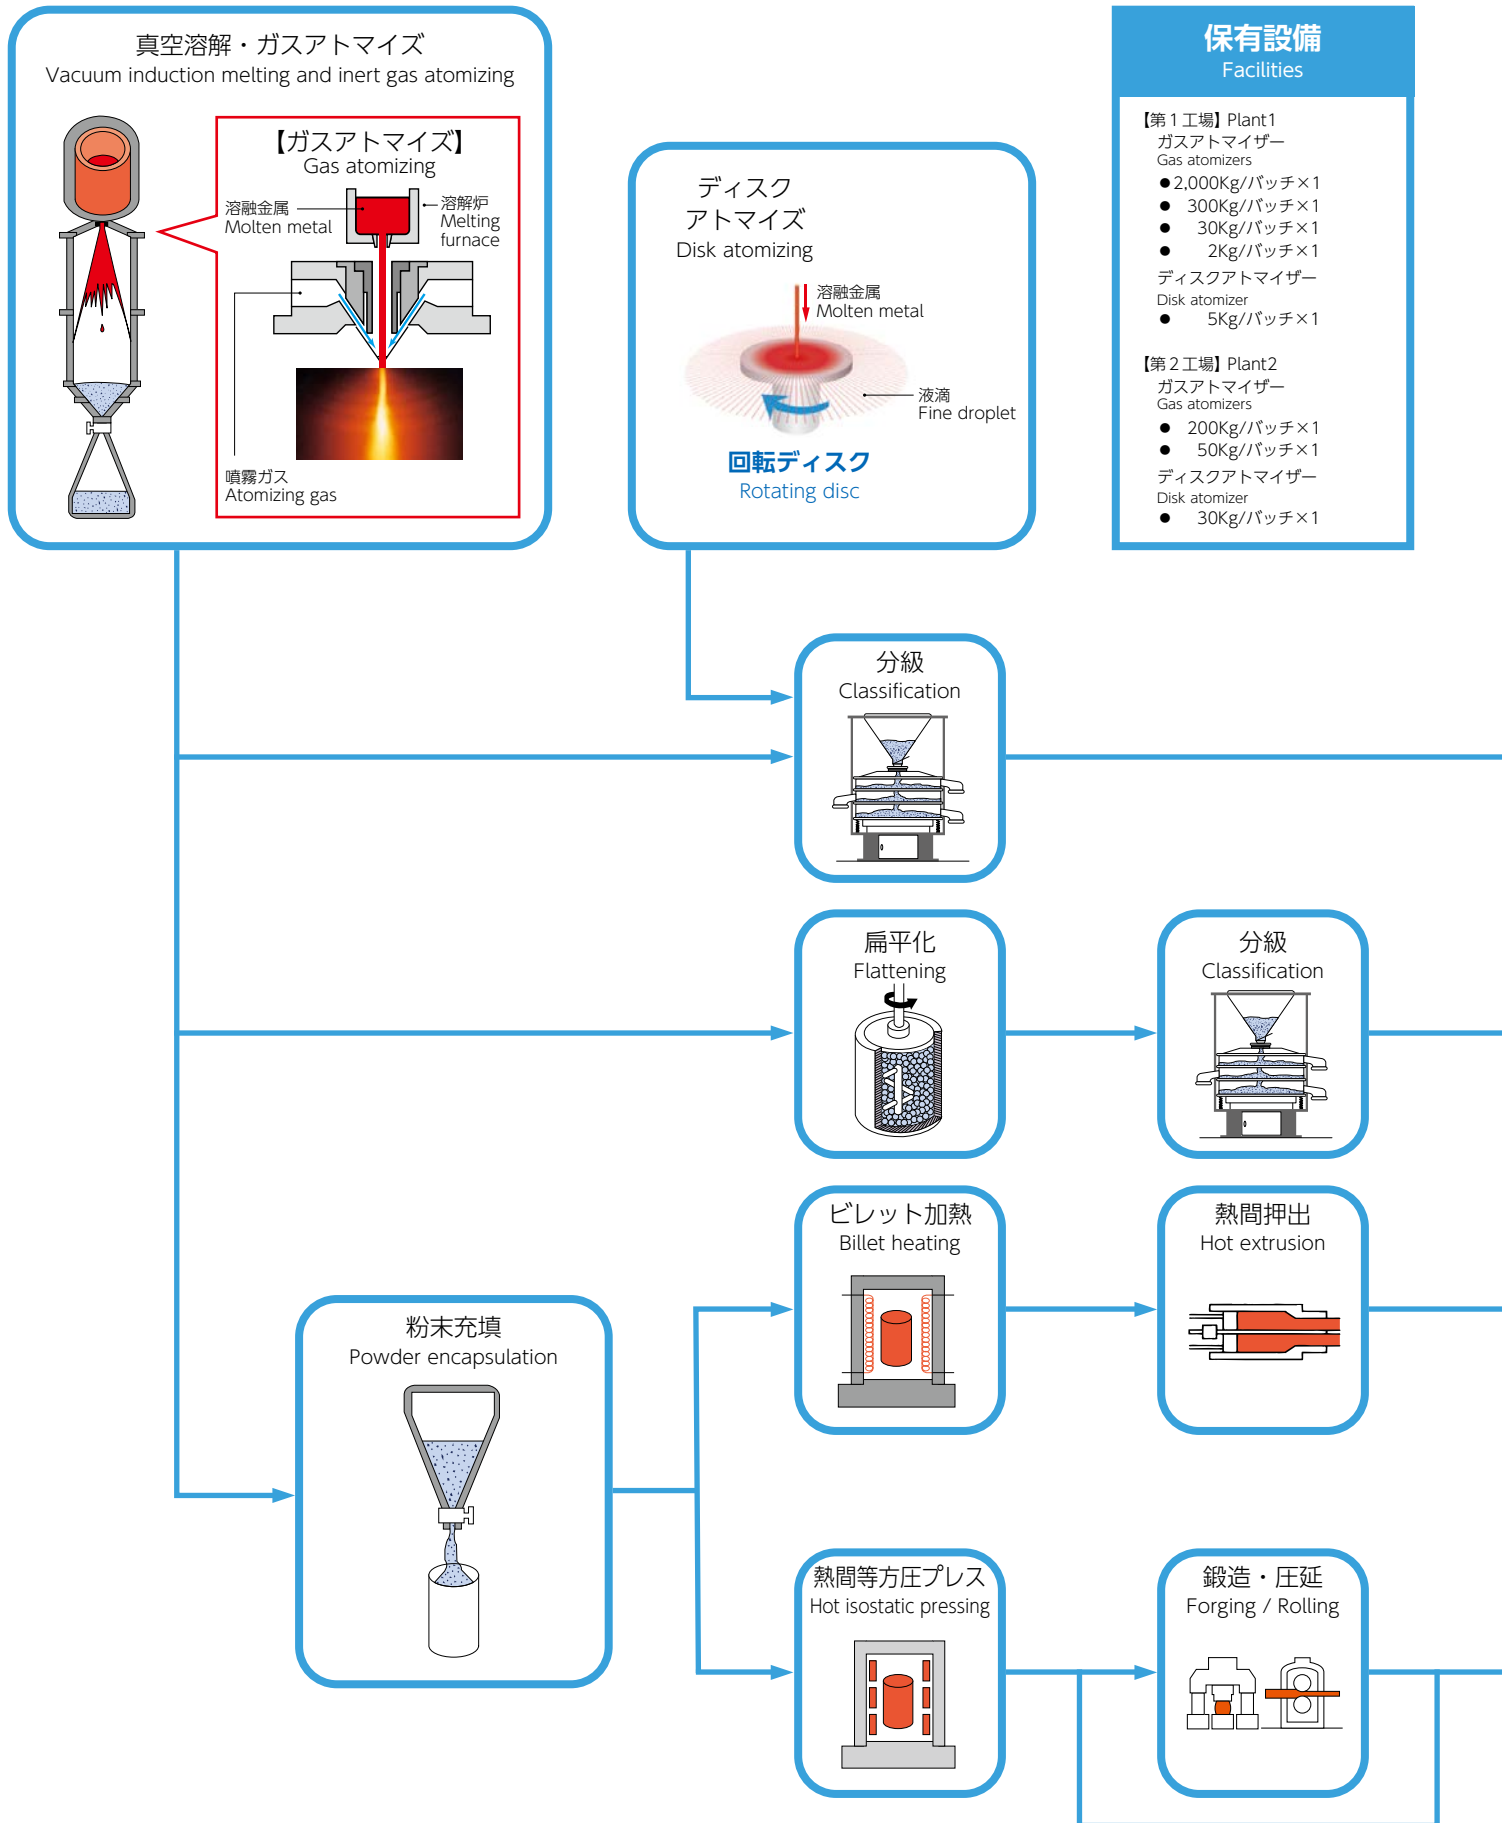 真空溶解・ガスアトマイズ
Vacuum induction melting and inert gas atomizing
【ガスアトマイズ】
Gas atomizing
溶融金属
Molten metal
溶解炉
Melting
furnace
噴霧ガス
Atomizing gas
ディスク
アトマイズ
Disk atomizing
溶融金属
Molten metal
液滴
Fine droplet
回転ディスク
Rotating disc
保有設備
Facilities
【第1工場】Plant1
ガスアトマイザー
Gas atomizers
●2,000Kg/バッチ×1
● 300Kg/バッチ×1
● 30Kg/バッチ×1
● 2Kg/バッチ×1
ディスクアトマイザー
Disk atomizer
● 5Kg/バッチ×1
【第2工場】Plant2
ガスアトマイザー
Gas atomizers
● 200Kg/バッチ×1
● 50Kg/バッチ×1
ディスクアトマイザー
Disk atomizer
● 30Kg/バッチ×1
分級
Classification
扁平化
Flattening
分級
Classification
ビレット加熱
Billet heating
熱間押出
Hot extrusion
粉末充填
Powder encapsulation
熱間等方圧プレス
Hot isostatic pressing
鍛造・圧延
Forging / Rolling